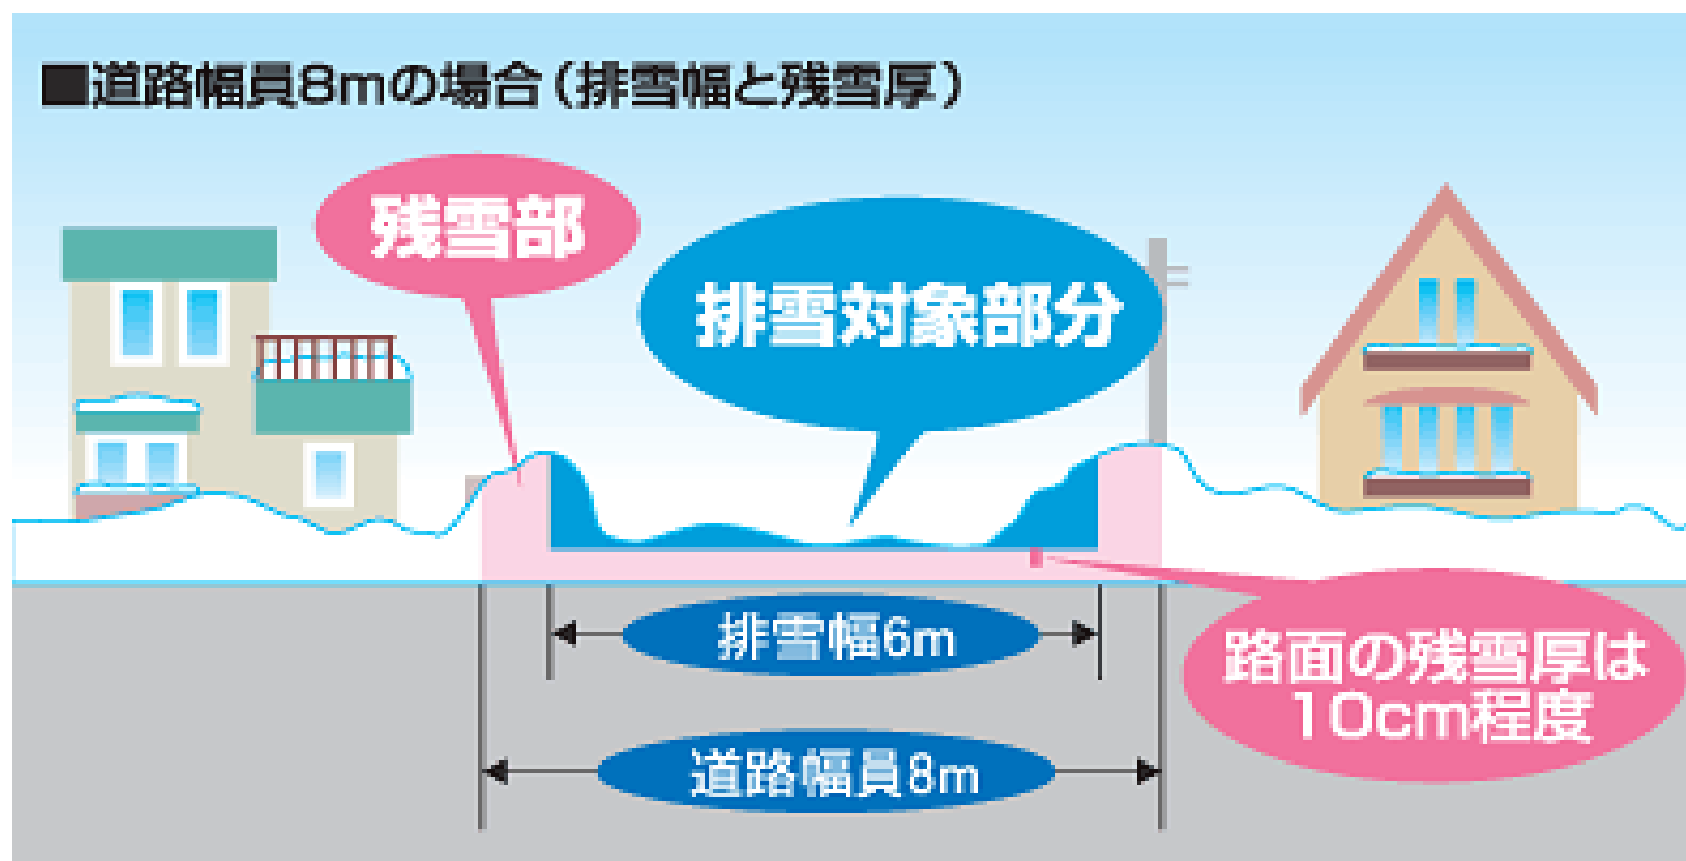 ■道路幅員8mの場合(排雪幅と残雪厚)
残雪部
排雪対象部分
排雪幅6m
路面の残雪厚は
10cm程度
道路幅員8m